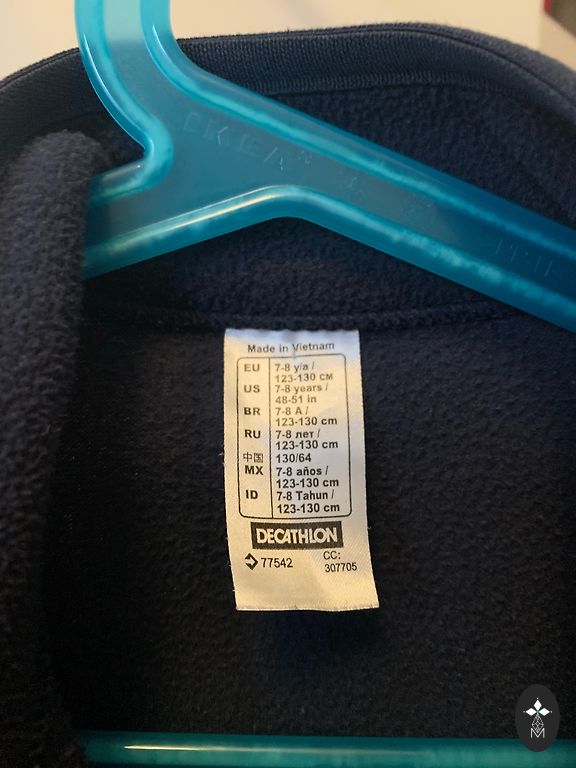 IKEA
Made in Vietnam
EU 7-8 y/a /
123-130 см
US 7-8 years /
48-51 in
BR 7-8 A /
123-130 cm
RU 7-8 лет /
123-130 cm
中国 130/64
MX 7-8 años /
123-130 cm
ID 7-8 Tahun /
123-130 cm
DECATHLON
77542 CC:
307705
M